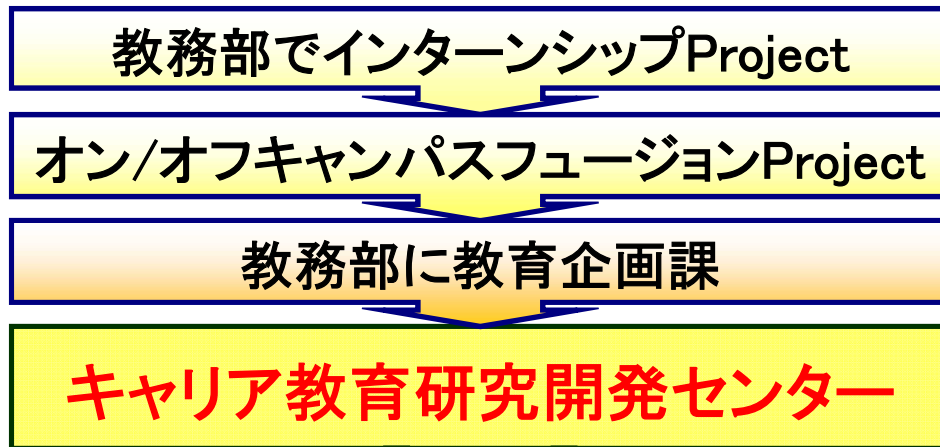 教務部でインターンシップProject
オン/オフキャンパスフュージョンProject
教務部に教育企画課
キャリア教育研究開発センター